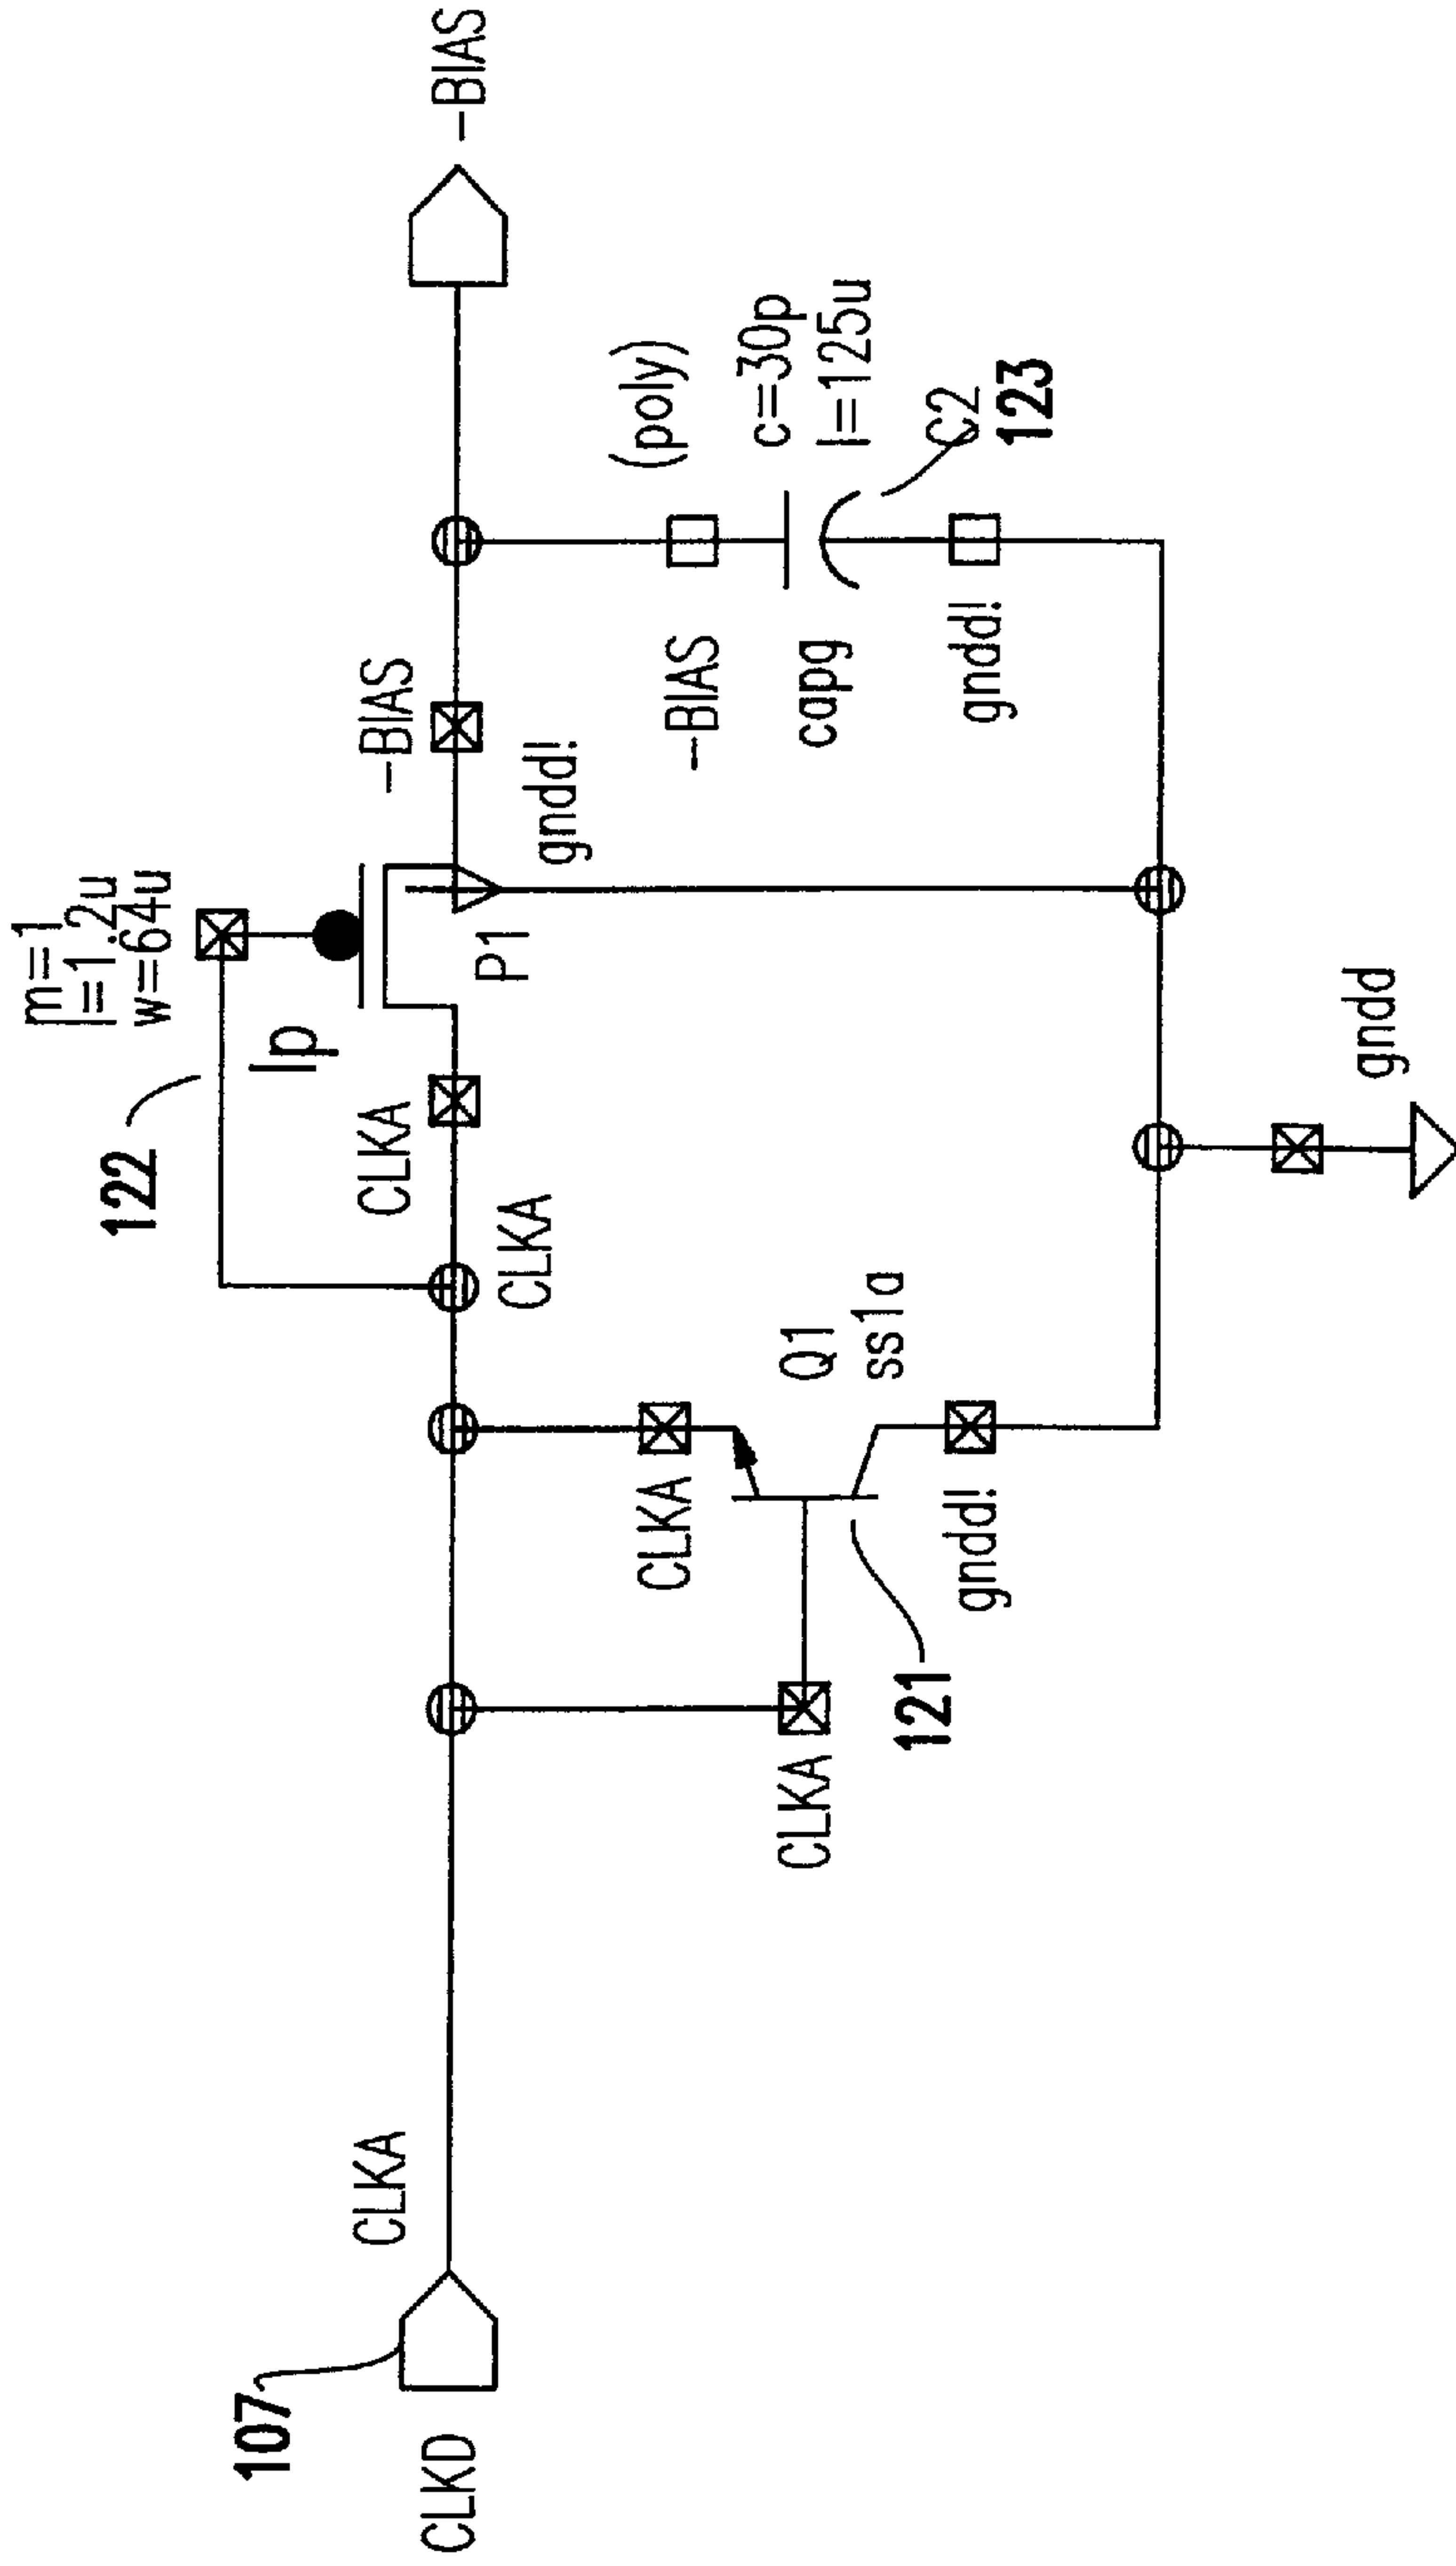 107
CLKD
CLKA
122
m=1
l=1.2u
w=64u
lp
CLKA
CLKA
P1
-BIAS
gndd!
-BIAS
CLKA
CLKA
Q1
ss1a
121
gndd!
-BIAS
(poly)
capg
c=30p
l=125u
gndd!
C2
123
gndd